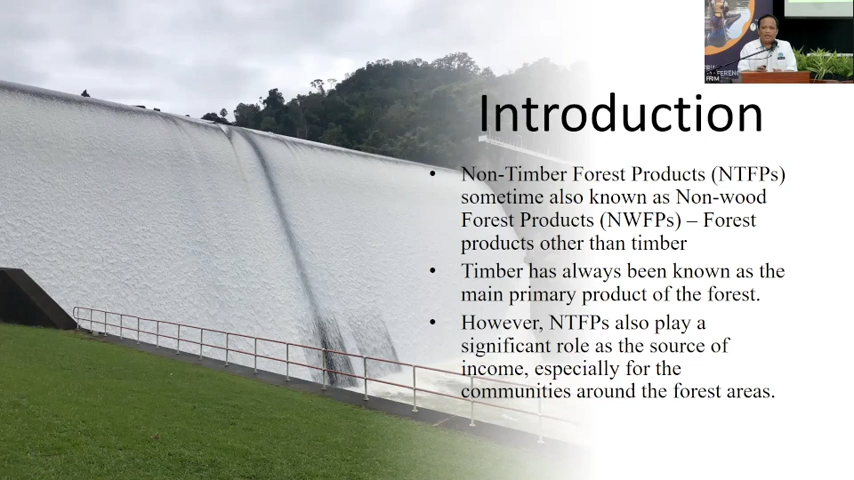 Introduction
• Non-Timber Forest Products (NTFPs)
sometime also known as Non-wood
Forest Products (NWFPs) – Forest
products other than timber
• Timber has always been known as the
main primary product of the forest.
• However, NTFPs also play a
significant role as the source of
income, especially for the
communities around the forest areas.